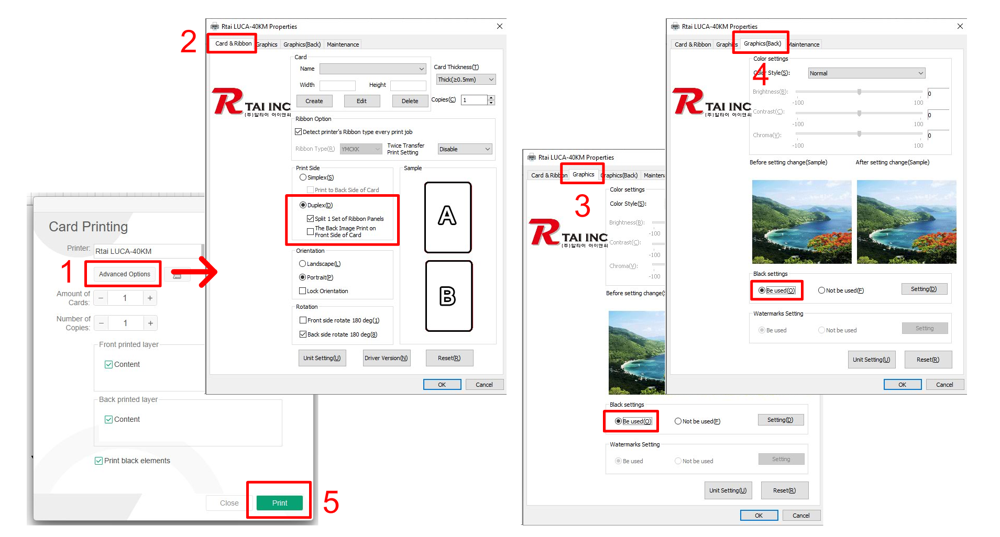 Card Printing
Printer:
Rtai LUCA-40KM
1
Advanced Options
Amount of
Cards:
−
1
+
Number of
Copies:
−
1
+
Front printed layer
Content
Back printed layer
Content
Print black elements
Close
Print
5
2
Rtai LUCA-40KM Properties
Card & Ribbon
Graphics
Graphics(Back)
Maintenance
R
TAI INC
(주)알타이 아이앤씨
Card
Name
Width
Height
Create
Edit
Delete
Card Thickness(T)
Thick(≥0.5mm)
Copies(C)
1
Ribbon Option
Detect printer's Ribbon type every print job
Ribbon Type(R)
YMCKK
Twice Transfer
Print Setting
Disable
Print Side
Simplex(S)
Print to Back Side of Card
Duplex(D)
Split 1 Set of Ribbon Panels
The Back Image Print on
Front Side of Card
Sample
A
B
Orientation
Landscape(L)
Portrait(P)
Lock Orientation
Rotation
Front side rotate 180 deg(1)
Back side rotate 180 deg(8)
Unit Setting(U)
Driver Version(N)
Reset(R)
OK
Cancel
Rtai LUCA-40KM Properties
Card & Ribbon
Graphics
Graphics(Back)
Mainten
3
R
TAI INC
(주)알타이 아이앤씨
Color settings
Color Style(S):
Brightness(B):
-100
Contrast(C):
-100
Chroma(V):
-100
Before setting change(S
Black settings
Be used(O)
Not be used(F)
Setting(D)
Watermarks Setting
Be used
Not be used
Setting
Unit Setting(U)
Reset(R)
OK
Cancel
Rtai LUCA-40KM Properties
Card & Ribbon
Graphics
Graphics(Back)
Maintenance
4
R
TAI INC
(주)알타이 아이앤씨
Color settings
Color Style(S):
Normal
Brightness(B):
0
-100
100
Contrast(C):
0
-100
100
Chroma(V):
0
-100
100
Before setting change(Sample)
After setting change(Sample)
Black settings
Be used(O)
Not be used(F)
Setting(D)
Watermarks Setting
Be used
Not be used
Setting
Unit Setting(U)
Reset(R)
OK
Cancel